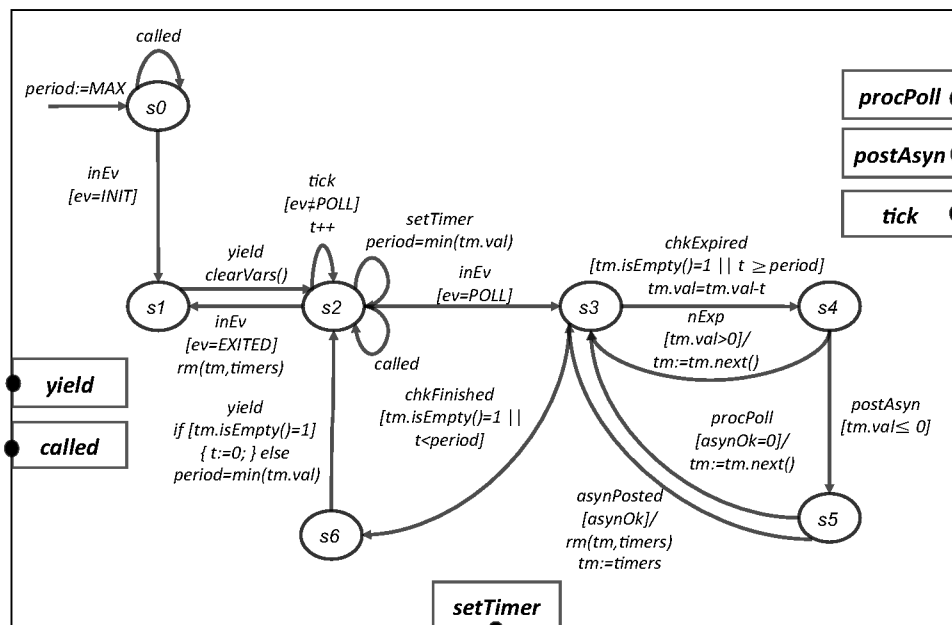 called
period:=MAX
s0
procPoll
postAsyn
tick
inEv
[ev=INIT]
tick
[ev≠POLL]
t++
setTimer
period=min(tm.val)
yield
clearVars()
inEv
[ev=POLL]
chkExpired
[tm.isEmpty()=1 || t ≥ period]
tm.val=tm.val-t
s1
s2
s3
s4
inEv
[ev=EXITED]
rm(tm,timers)
called
nExp
[tm.val>0]/
tm:=tm.next()
yield
called
yield
if [tm.isEmpty()=1]
{ t:=0; } else
period=min(tm.val)
chkFinished
[tm.isEmpty()=1 ||
t<period]
procPoll
[asynOk=0]/
tm:=tm.next()
postAsyn
[tm.val≤ 0]
asynPosted
[asynOk]/
rm(tm,timers)
tm:=timers
s6
s5
setTimer